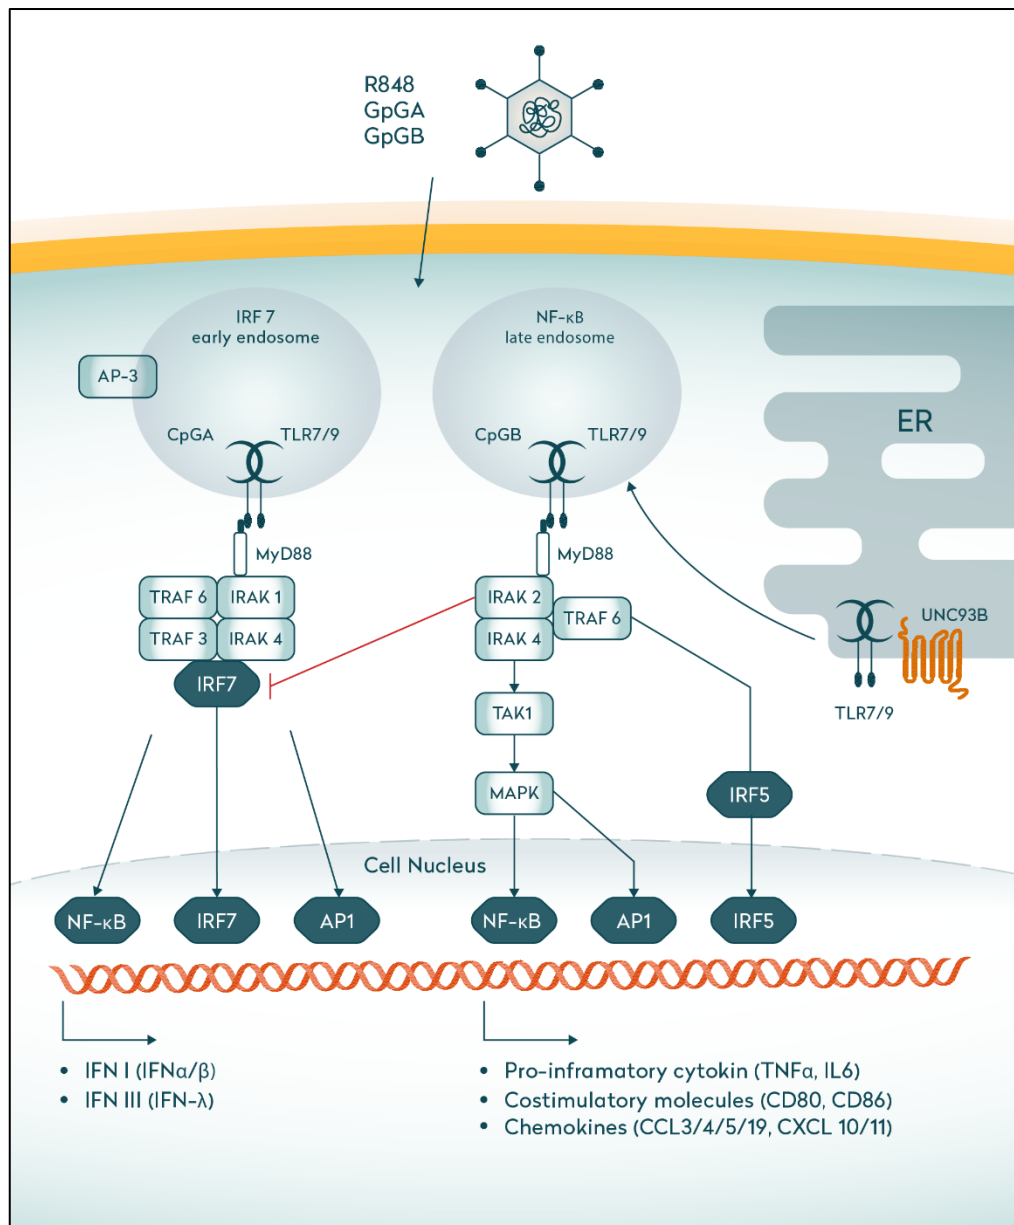 R848
GpGA
GpGB
IRF 7
early endosome
NF-κB
late endosome
AP-3
ER
CpGA
TLR7/9
CpGB
TLR7/9
MyD88
MyD88
TRAF 6
IRAK 1
IRAK 2
TRAF 6
UNC93B
TRAF 3
IRAK 4
IRAK 4
IRF7
TLR7/9
TAK1
MAPK
IRF5
Cell Nucleus
NF-κB
IRF7
AP1
NF-κB
AP1
IRF5
• IFN I (IFNα/β)
• IFN III (IFN-λ)
• Pro-inframatory cytokin (TNFα, IL6)
• Costimulatory molecules (CD80, CD86)
• Chemokines (CCL3/4/5/19, CXCL 10/11)